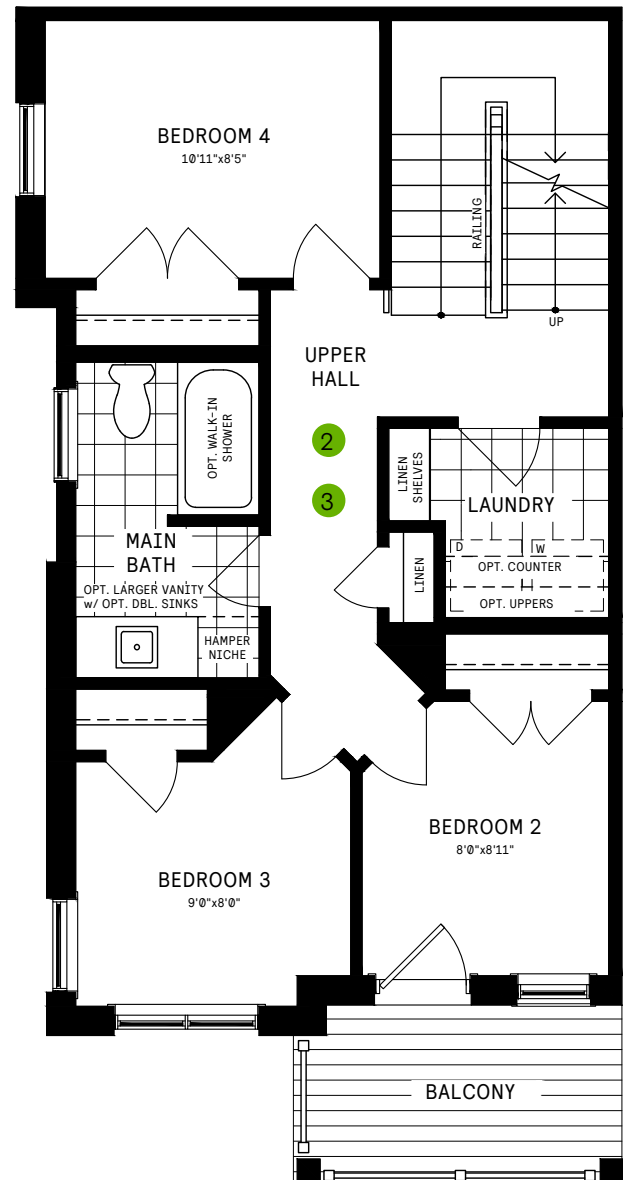 BEDROOM 4
10'11"x8'5"
RAILING
UP
UPPER
HALL
2
3
OPT. WALK-IN
SHOWER
LINEN
SHELVES
LAUNDRY
D
W
OPT. COUNTER
OPT. UPPERS
LINEN
MAIN
BATH
OPT. LARGER VANITY
w/ OPT. DBL. SINKS
HAMPER
NICHE
BEDROOM 2
8'0"x8'11"
BEDROOM 3
9'0"x8'0"
BALCONY